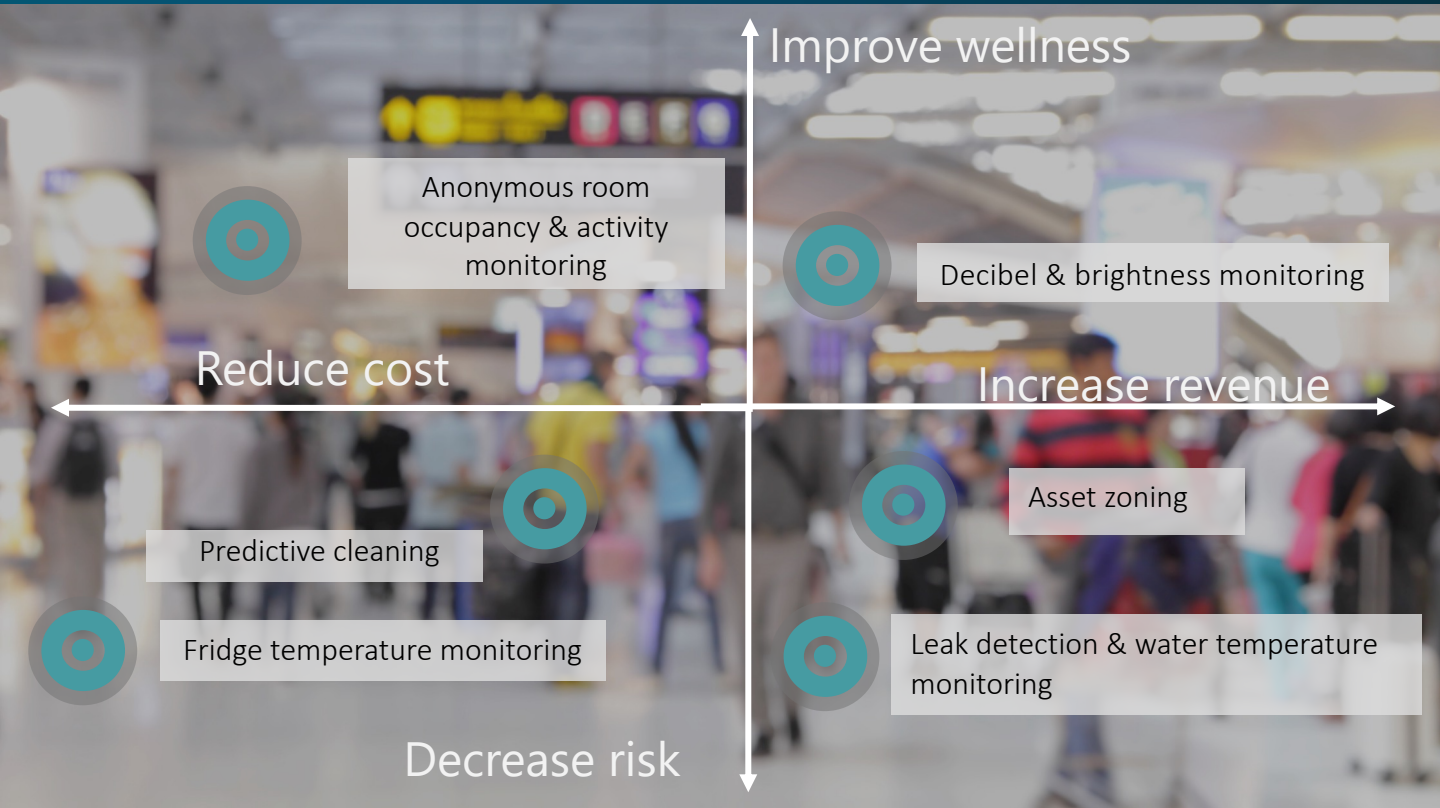 Improve wellness
Anonymous room
occupancy & activity
monitoring
Decibel & brightness monitoring
Reduce cost
Increase revenue
Asset zoning
Predictive cleaning
Fridge temperature monitoring
Leak detection & water temperature
monitoring
Decrease risk